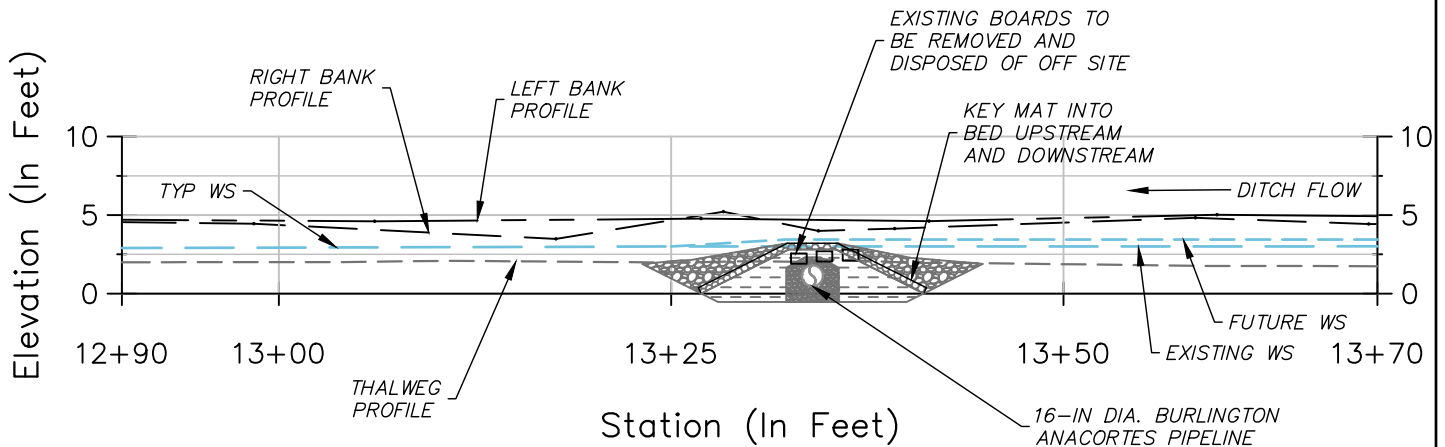 EXISTING BOARDS TO
BE REMOVED AND
DISPOSED OF OFF SITE
RIGHT BANK
PROFILE
LEFT BANK
PROFILE
KEY MAT INTO
BED UPSTREAM
AND DOWNSTREAM
Elevation (In Feet)
10
5
0
TYP WS
DITCH FLOW
10
5
0
FUTURE WS
EXISTING WS
12+90
13+00
13+25
13+50
13+70
THALWEG
PROFILE
16-IN DIA. BURLINGTON
ANACORTES PIPELINE
Station (In Feet)